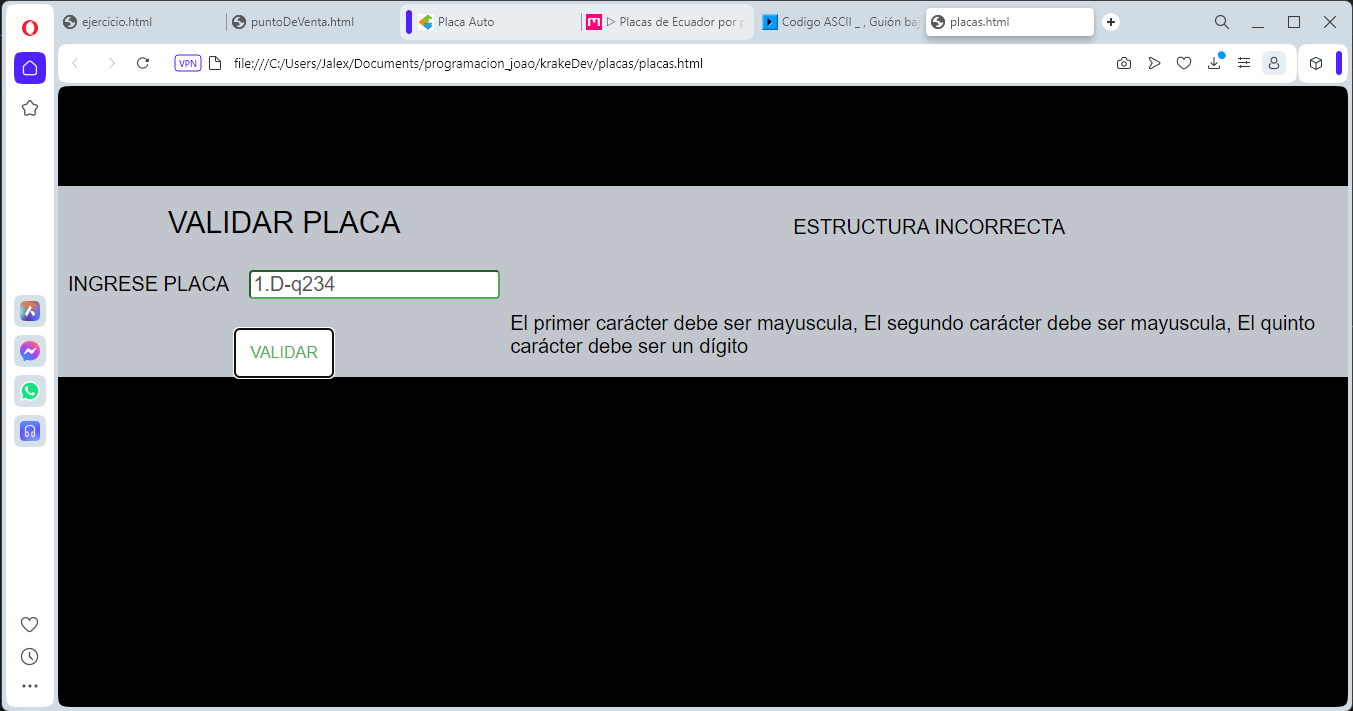 ejercicio.html
puntoDeVenta.html
Placa Auto
▷ Placas de Ecuador por p
Codigo ASCII _ , Guión baj
placas.html
VPN
file:///C:/Users/Jalex/Documents/programacion_joao/krakeDev/placas/placas.html
VALIDAR PLACA
ESTRUCTURA INCORRECTA
INGRESE PLACA
1.D-q234
El primer carácter debe ser mayuscula, El segundo carácter debe ser mayuscula, El quinto
carácter debe ser un dígito
VALIDAR